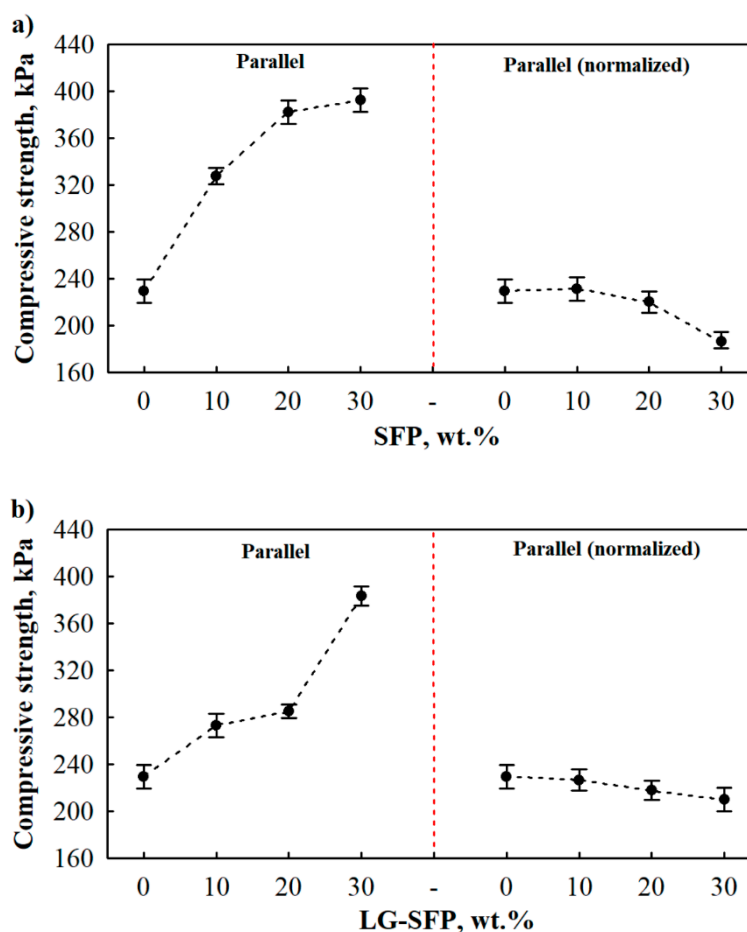 a)
Parallel
Parallel (normalized)
Compressive strength, kPa
440
400
360
320
280
240
200
160
0 10 20 30 - 0 10 20 30
SFP, wt.%
b)
Parallel
Parallel (normalized)
Compressive strength, kPa
440
400
360
320
280
240
200
160
0 10 20 30 - 0 10 20 30
LG-SFP, wt.%